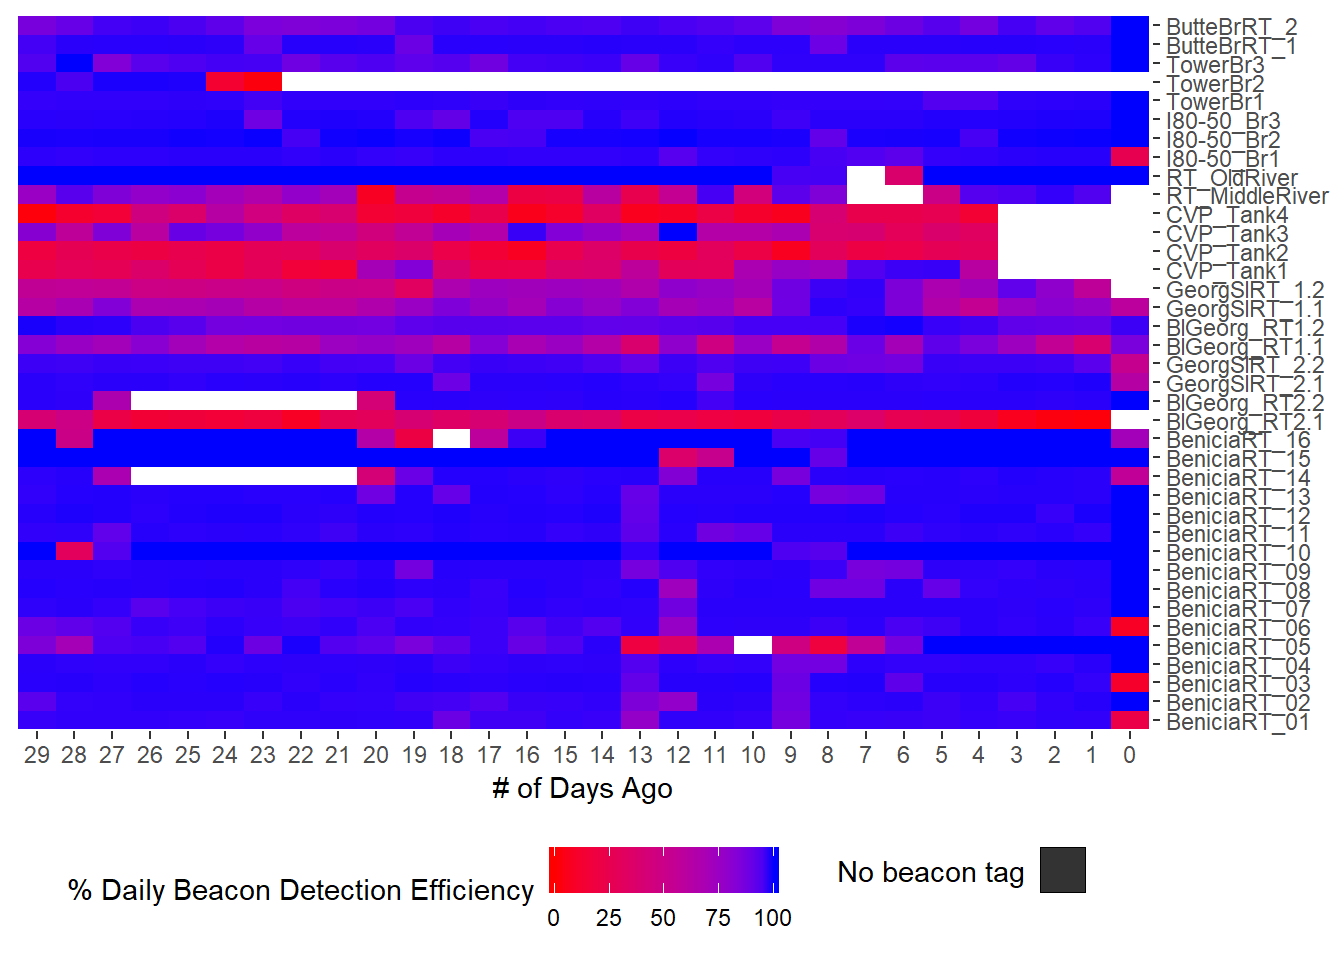 ButteBrRT_2
ButteBrRT_1
TowerBr3
TowerBr2
TowerBr1
I80-50_Br3
I80-50_Br2
I80-50_Br1
RT_OldRiver
RT_MiddleRiver
CVP_Tank4
CVP_Tank3
CVP_Tank2
CVP_Tank1
GeorgSlRT_1.2
GeorgSlRT_1.1
BlGeorg_RT1.2
BlGeorg_RT1.1
GeorgSlRT_2.2
GeorgSlRT_2.1
BlGeorg_RT2.2
BlGeorg_RT2.1
BeniciaRT_16
BeniciaRT_15
BeniciaRT_14
BeniciaRT_13
BeniciaRT_12
BeniciaRT_11
BeniciaRT_10
BeniciaRT_09
BeniciaRT_08
BeniciaRT_07
BeniciaRT_06
BeniciaRT_05
BeniciaRT_04
BeniciaRT_03
BeniciaRT_02
BeniciaRT_01
29 28 27 26 25 24 23 22 21 20 19 18 17 16 15 14 13 12 11 10 9 8 7 6 5 4 3 2 1 0
# of Days Ago
% Daily Beacon Detection Efficiency
0 25 50 75 100
No beacon tag